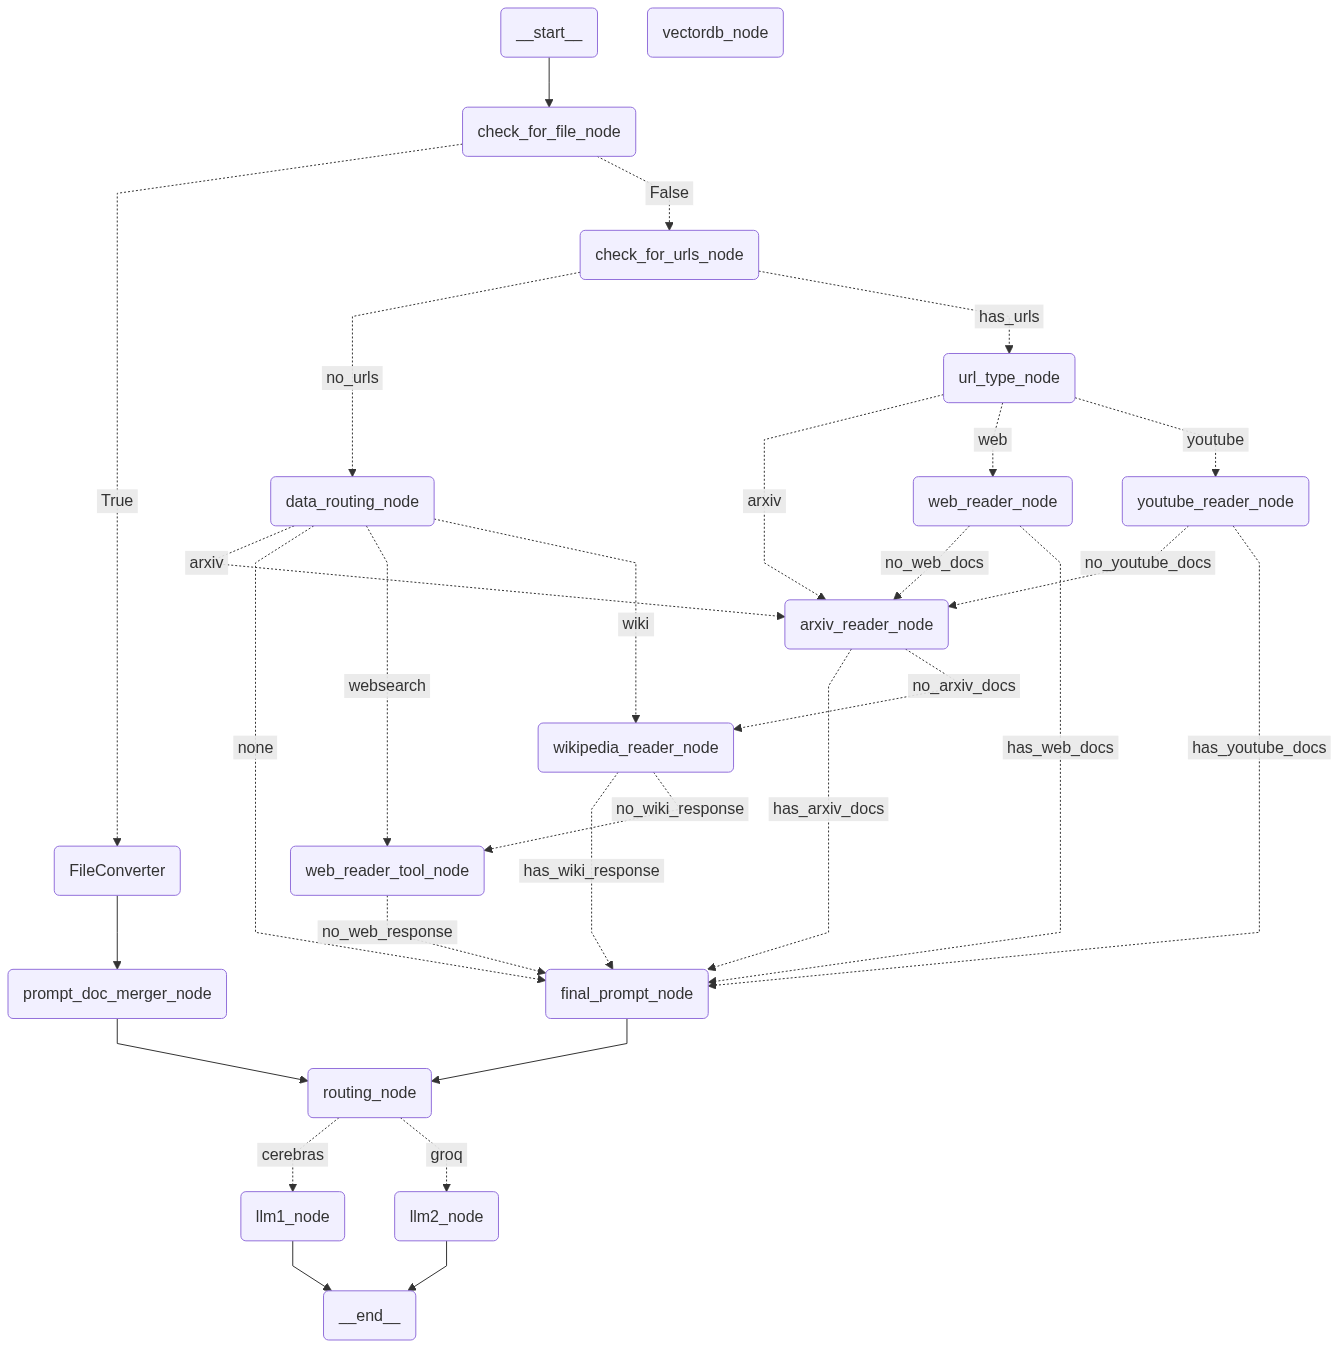 __start__
vectordb_node
check_for_file_node
False
check_for_urls_node
has_urls
no_urls
url_type_node
web
youtube
True
data_routing_node
arxiv
web_reader_node
youtube_reader_node
arxiv
no_web_docs
no_youtube_docs
wiki
arxiv_reader_node
websearch
no_arxiv_docs
none
wikipedia_reader_node
has_web_docs
has_youtube_docs
no_wiki_response
has_arxiv_docs
FileConverter
web_reader_tool_node
has_wiki_response
no_web_response
prompt_doc_merger_node
final_prompt_node
routing_node
cerebras
groq
llm1_node
llm2_node
__end__